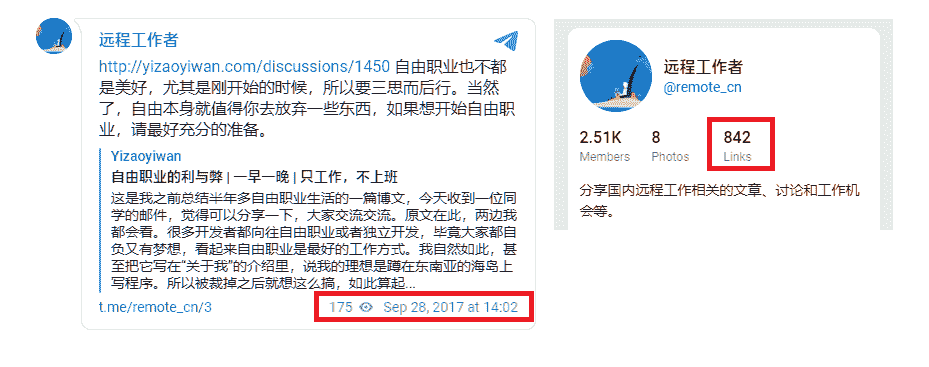 远程工作者
http://yizaoyiwan.com/discussions/1450 自由职业也不都
是美好，尤其是刚开始的时候，所以要三思而后行。当然
了，自由本身就值得你去放弃一些东西，如果想开始自由职
业，请最好充分的准备。
Yizaoyiwan
自由职业的利与弊 | 一早一晚 | 只工作，不上班
这是我之前总结半年多自由职业生活的一篇博文，今天收到一位同
学的邮件，觉得可以分享一下，大家交流交流。原文在此，两边我
都会看。很多开发者都向往自由职业或者独立开发，毕竟大家都自
负又有梦想，看起来自由职业是最好的工作方式。我自然如此，甚
至把它写在“关于我”的介绍里，说我的理想是蹲在东南亚的海岛上
写程序。所以被裁掉之后就想这么搞，如此算起...
t.me/remote_cn/3 175 Sep 28, 2017 at 14:02
远程工作者
@remote_cn
2.51K 8 842
Members Photos Links
分享国内远程工作相关的文章、讨论和工作机
会等。